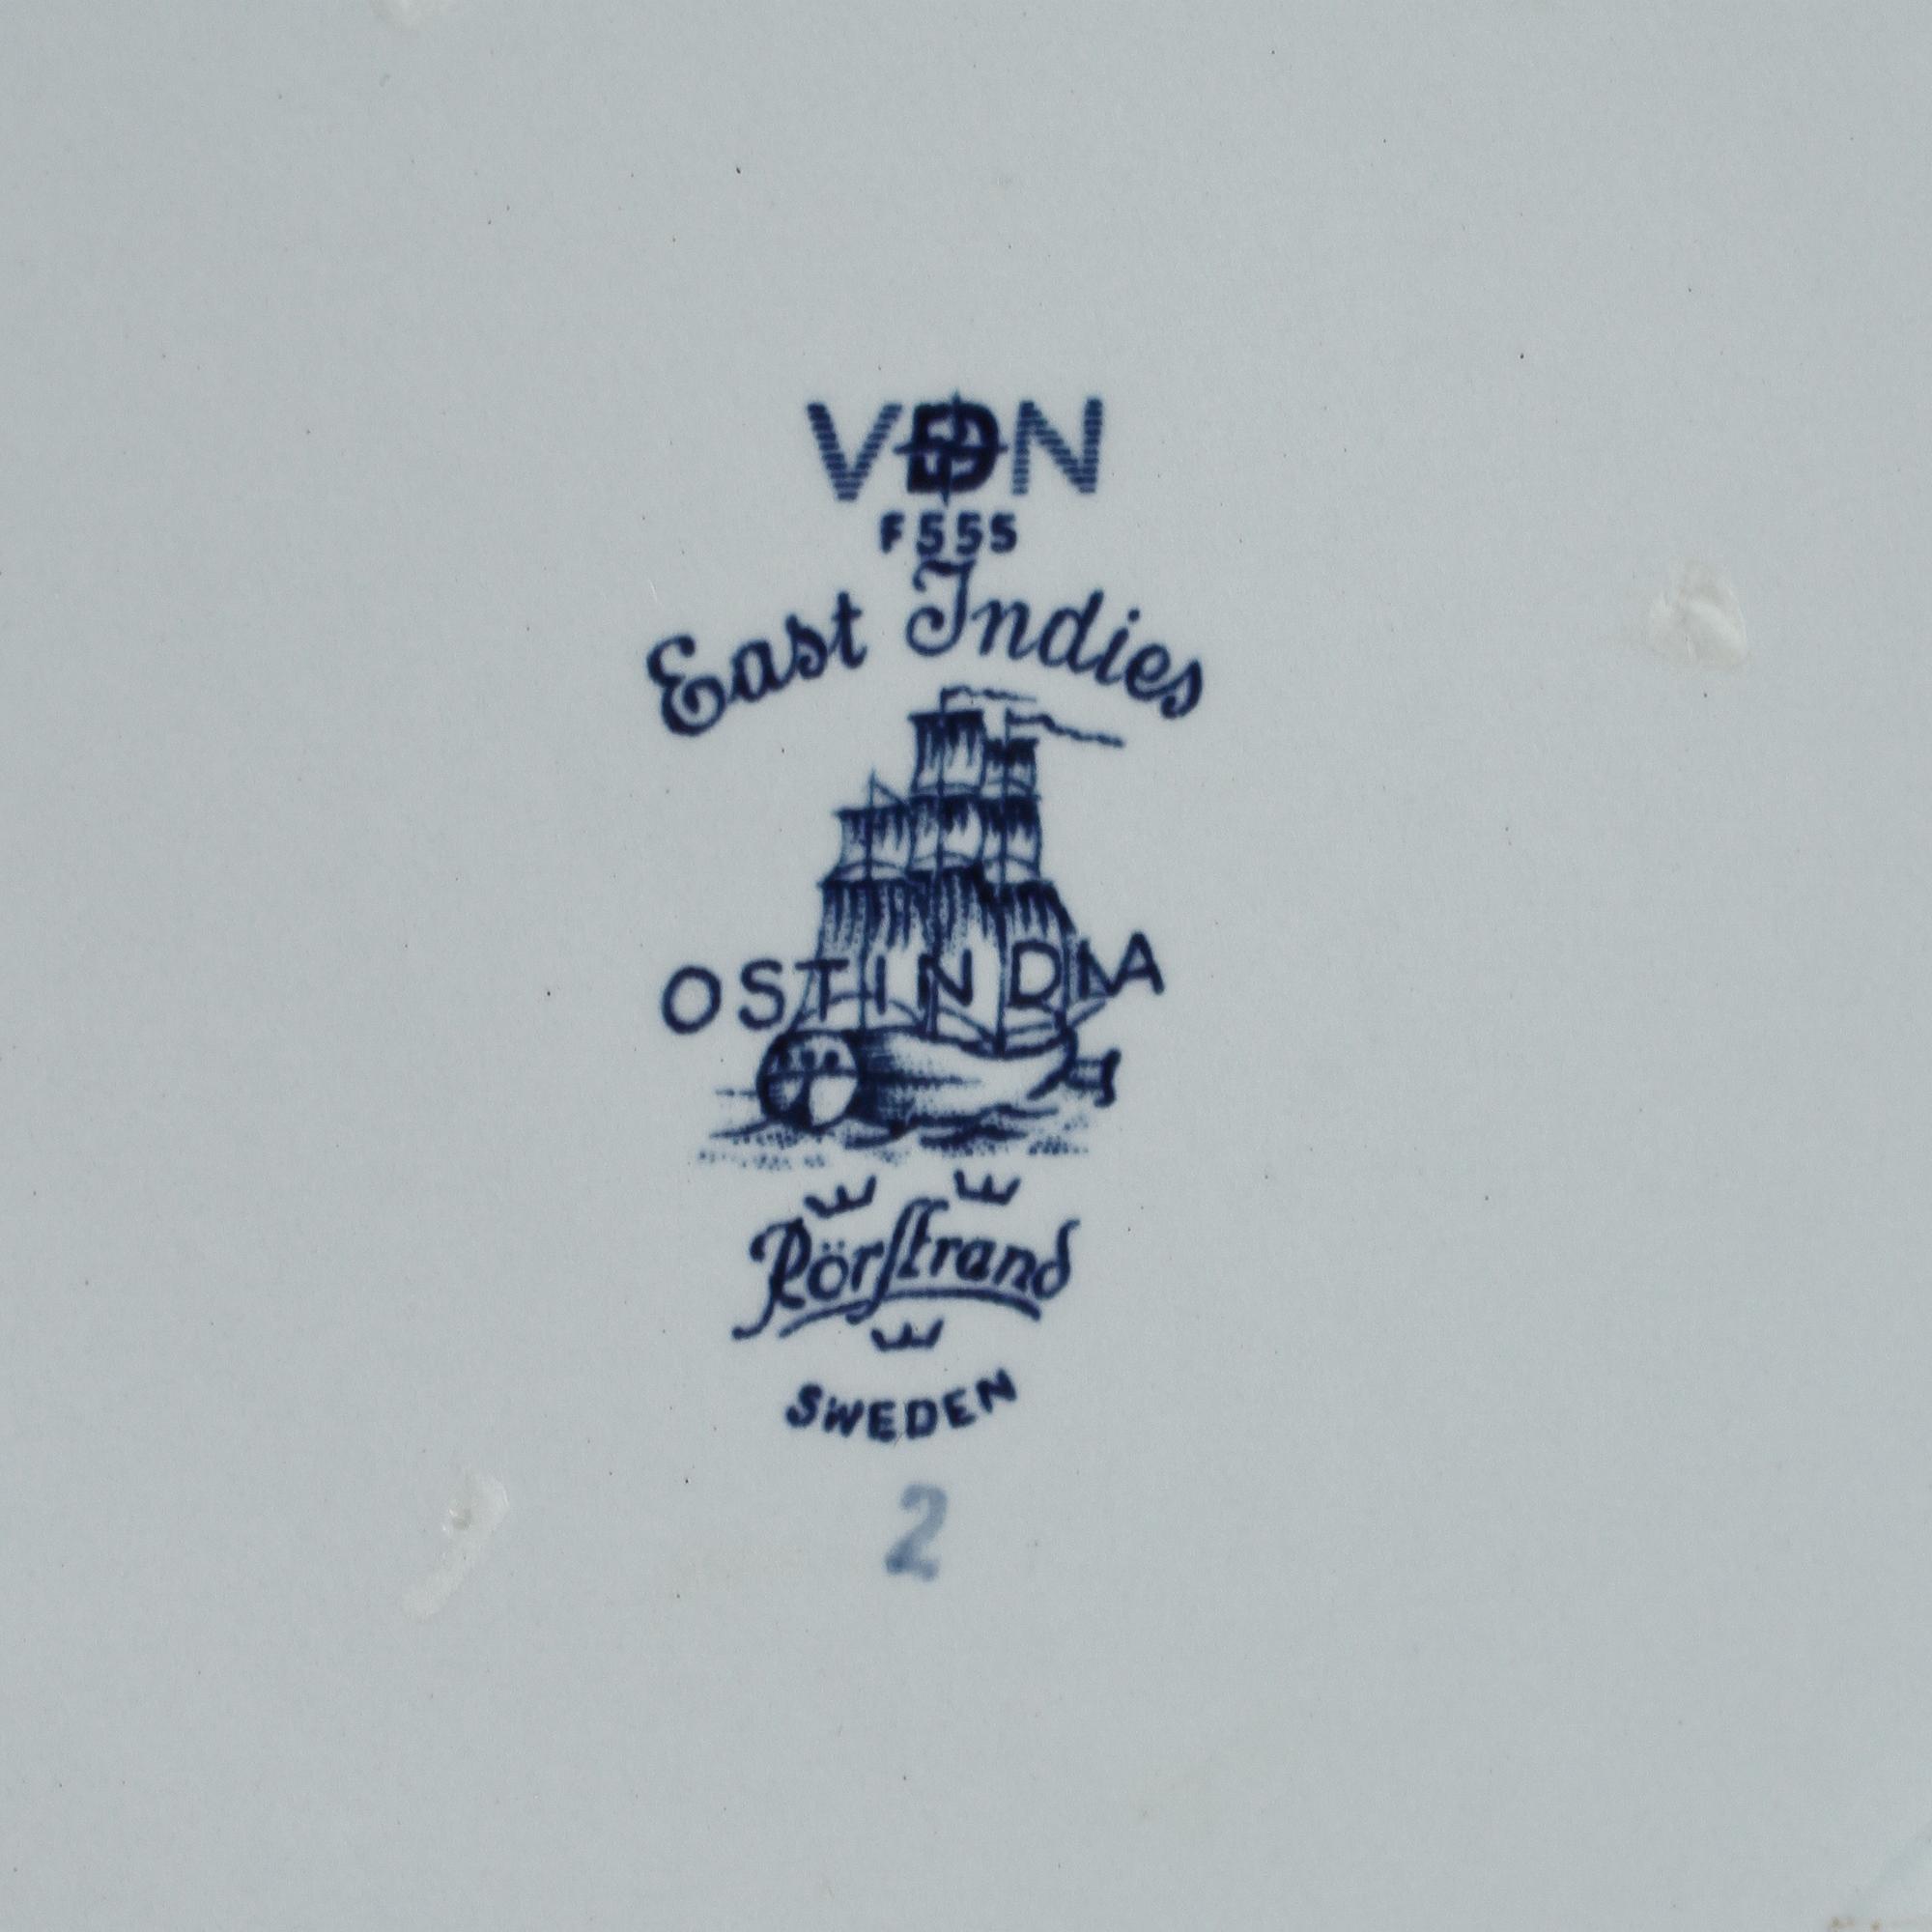 VDN
F555
East Indies
OSTINDIA
Rörstrand
SWEDEN
2